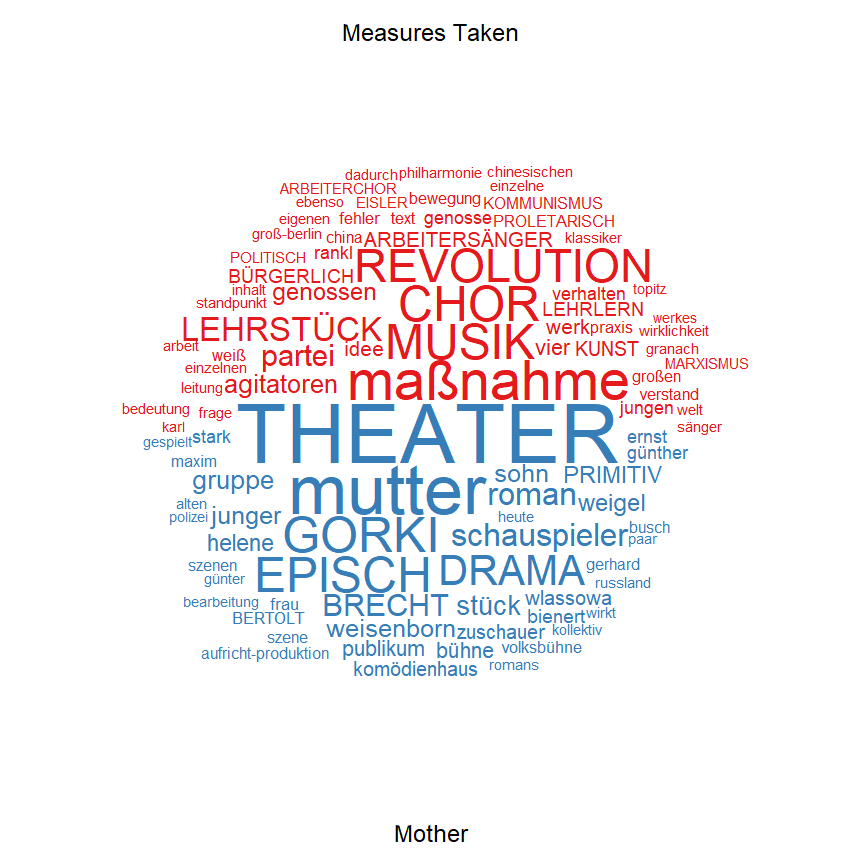 Measures Taken
dadurch philharmonie chinesischen
ARBEITERCHOR einzelne
ebenso EISLER bewegung KOMMUNISMUS
eigenen fehler text genosse PROLETARISCH
groß-berlin china ARBEITERSÄNGER klassiker
POLITISCH rankl REVOLUTION
BÜRGERLICH
inhalt genossen CHOR verhalten topitz
standpunkt LEHRLERN
LEHRSTÜCK MUSIK werk praxis werkes
wirklichkeit
arbeit weiß partei idee vier KUNST granach
einzelnen MARXISMUS
leitung agitatoren maßnahme großen
verstand
bedeutung frage jungen welt
karl THEATER sänger
gespielt stark ernst
maxim günther
gruppe mutter sohn PRIMITIV
alten roman weigel
polizei junger heute
helene GORKI schauspieler busch
paar
szenen EPISCH DRAMA gerhard
günter russland
bearbeitung frau BRECHT stück wlassowa
BERTOLT bienert wirkt
szene weisenborn zuschauer kollektiv
aufricht-produktion publikum bühne volksbühne
komödienhaus romans
Mother